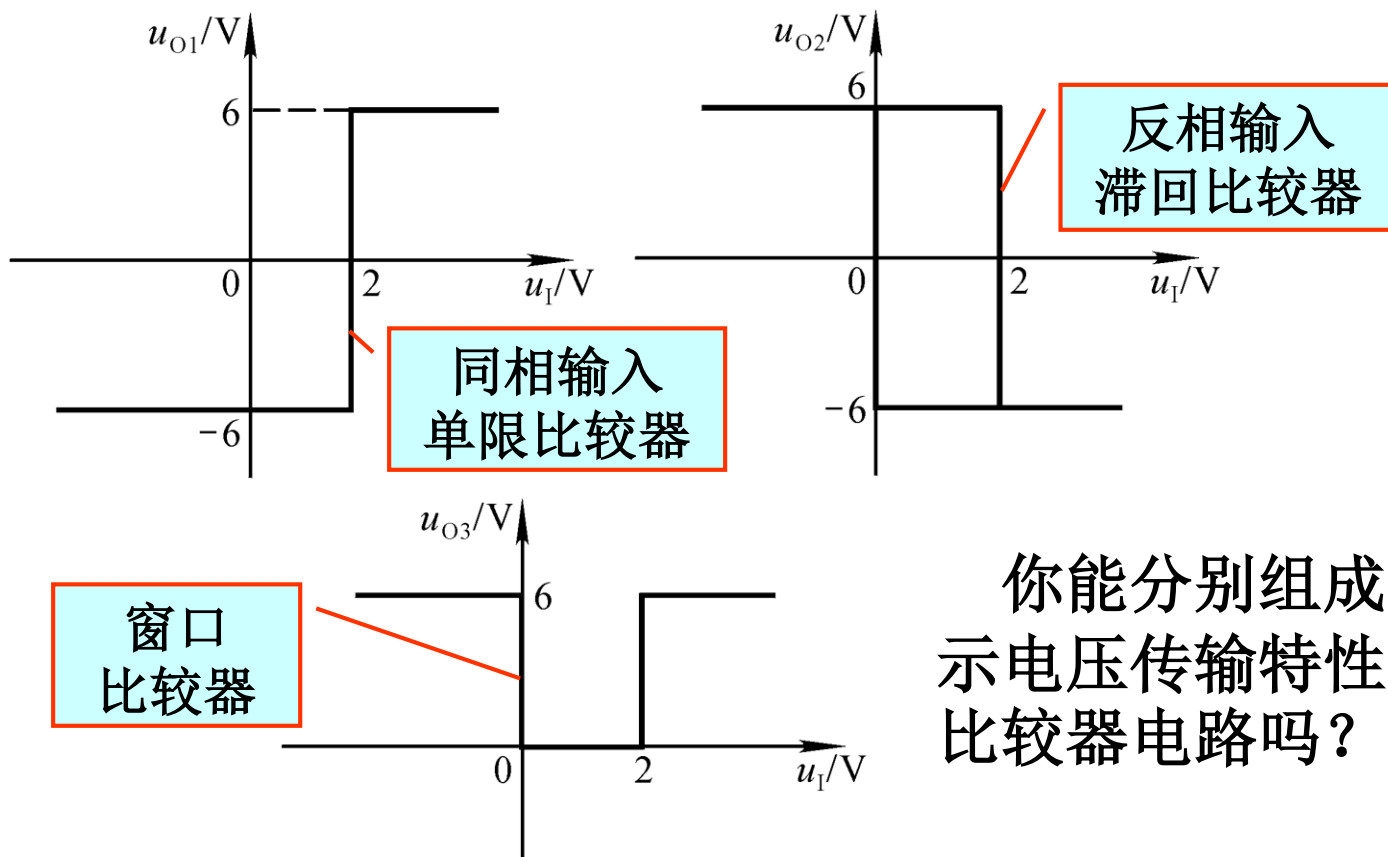 u_O1/V
6
0
2
u_I/V
-6
同相输入
单限比较器
u_O2/V
6
0
2
u_I/V
-6
反相输入
滞回比较器
u_O3/V
6
0
2
u_I/V
窗口
比较器
你能分别组成
示电压传输特性
比较器电路吗?